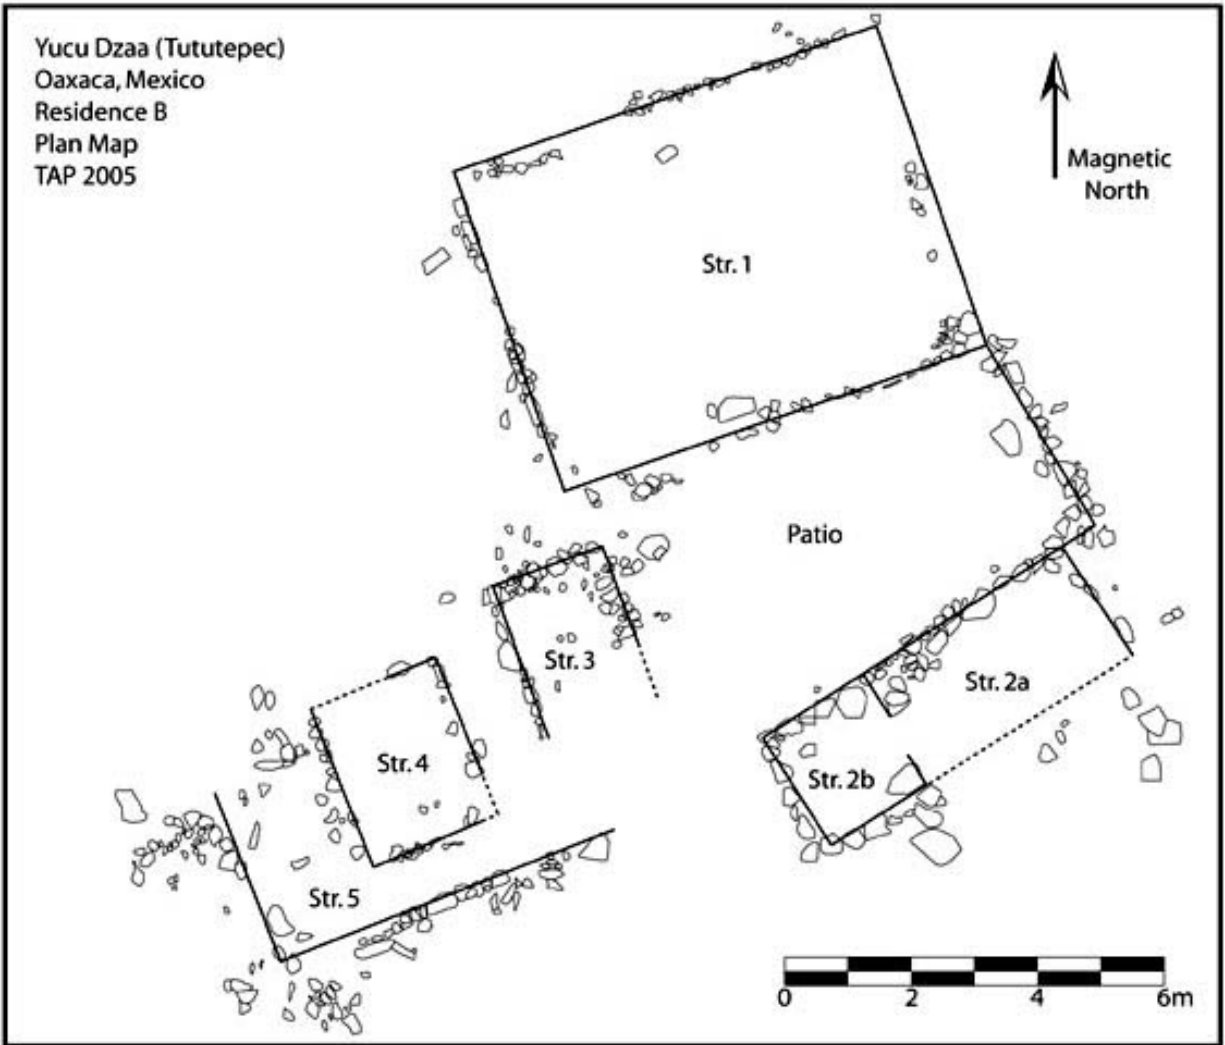 Yucu Dzaa (Tututepec)
Oaxaca, Mexico
Residence B
Plan Map
TAP 2005
Magnetic
North
Str. 1
Patio
Str. 3
Str. 2a
Str. 4
Str. 2b
Str. 5
0 2 4 6m